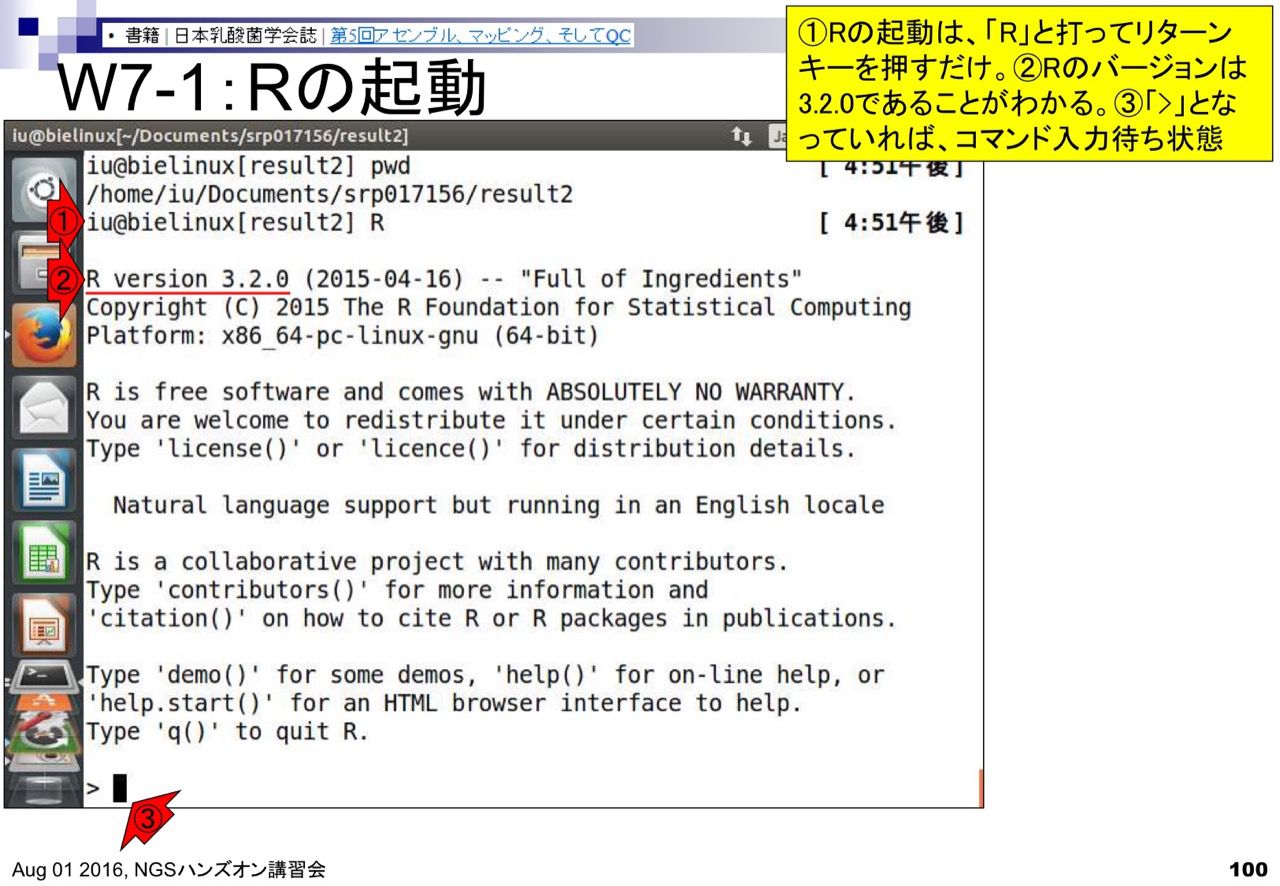 • 書籍 | 日本乳酸菌学会誌 | 第5回アセンブル、マッピング、そしてQC
W7-1：Rの起動
①Rの起動は、「R」と打ってリターン
キーを押すだけ。②Rのバージョンは
3.2.0であることがわかる。③「>」とな
っていれば、コマンド入力待ち状態
iu@bielinux[~/Documents/srp017156/result2]
iu@bielinux[result2] pwd [ 4:51午後]
/home/iu/Documents/srp017156/result2
① iu@bielinux[result2] R [ 4:51午後]
② R version 3.2.0 (2015-04-16) -- "Full of Ingredients"
Copyright (C) 2015 The R Foundation for Statistical Computing
Platform: x86_64-pc-linux-gnu (64-bit)
R is free software and comes with ABSOLUTELY NO WARRANTY.
You are welcome to redistribute it under certain conditions.
Type 'license()' or 'licence()' for distribution details.
Natural language support but running in an English locale
R is a collaborative project with many contributors.
Type 'contributors()' for more information and
'citation()' on how to cite R or R packages in publications.
Type 'demo()' for some demos, 'help()' for on-line help, or
'help.start()' for an HTML browser interface to help.
Type 'q()' to quit R.
>
③
Aug 01 2016, NGSハンズオン講習会
100